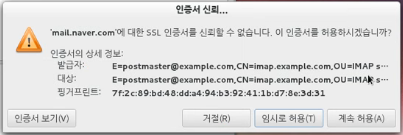 인증서 신뢰...
'mail.naver.com'에 대한 SSL 인증서를 신뢰할 수 없습니다. 이 인증서를 허용하시겠습니까?
인증서의 상세 정보:
발급자: E=postmaster@example.com,CN=imap.example.com,OU=IMAP s…
대상: E=postmaster@example.com,CN=imap.example.com,OU=IMAP s…
핑거프린트: 7f:2c:89:bd:48:dd:a4:94:b3:92:41:1b:d7:8e:3d:31
인증서 보기(V) 거절(R) 임시로 허용(T) 계속 허용(A)